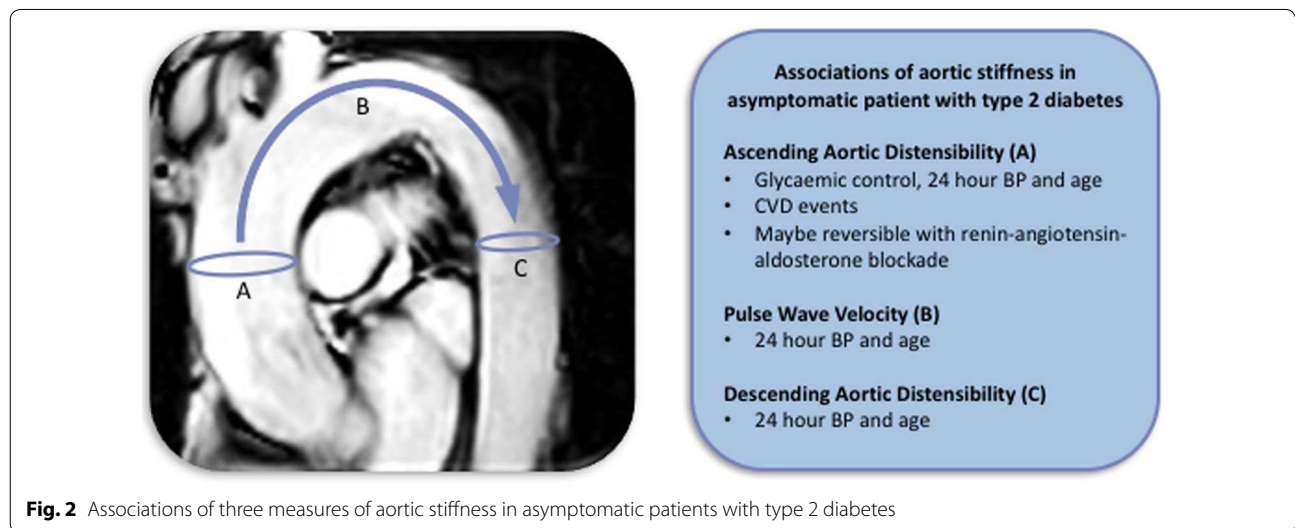 B
A
C
Associations of aortic stiffness in
asymptomatic patient with type 2 diabetes
Ascending Aortic Distensibility (A)
• Glycaemic control, 24 hour BP and age
• CVD events
• Maybe reversible with renin-angiotensin-
aldosterone blockade
Pulse Wave Velocity (B)
• 24 hour BP and age
Descending Aortic Distensibility (C)
• 24 hour BP and age
Fig. 2 Associations of three measures of aortic stiffness in asymptomatic patients with type 2 diabetes